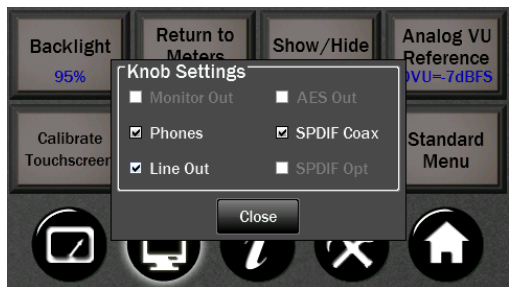 Backlight
95%
Return to
Meters
Show/Hide
Analog VU
Reference
0VU=-7dBFS
Knob Settings
Monitor Out
AES Out
Phones
SPDIF Coax
Line Out
SPDIF Opt
Close
Calibrate
Touchscreen
Standard
Menu